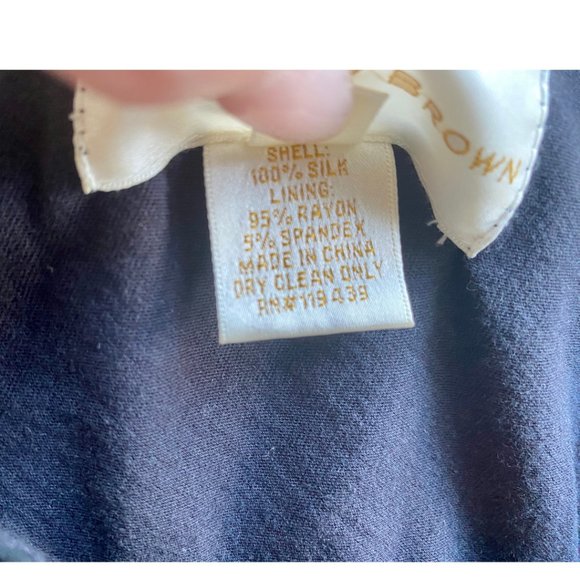 BROWN
SHELL:
100% SILK
LINING:
95% RAYON
5% SPANDEX
MADE IN CHINA
DRY CLEAN ONLY
RN#119439